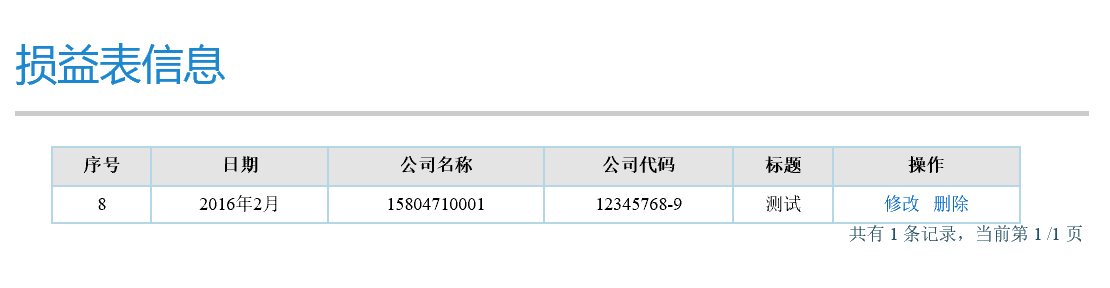 损益表信息
序号 日期 公司名称 公司代码 标题 操作
8 2016年2月 15804710001 12345768-9 测试 修改 删除
共有 1 条记录，当前第 1 /1 页